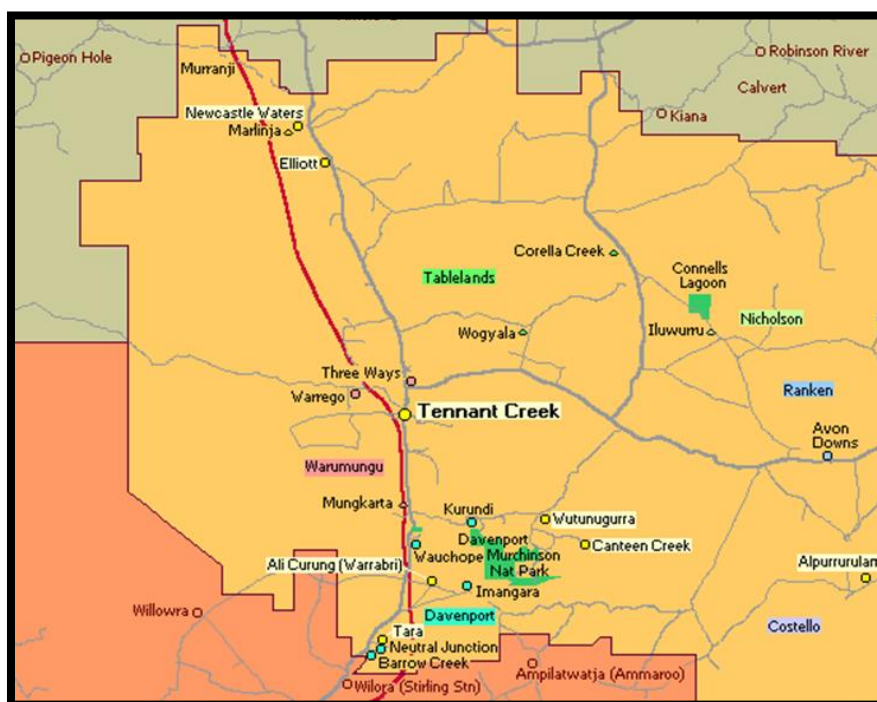 Pigeon Hole
Murranji
Robinson River
Calvert
Kiana
Newcastle Waters
Marlinja
Elliott
Corella Creek
Connells
Lagoon
Tablelands
Nicholson
Wogyala
Iluwurru
Three Ways
Warrego
Ranken
Tennant Creek
Avon
Downs
Warumungu
Mungkarta
Kurundi
Wutunugurra
Davenport
Murchinson
Nat Park
Wauchope
Canteen Creek
Ali Curung (Warrabri)
Alpurrurulam
Imangara
Willowra
Davenport
Costello
Tara
Neutral Junction
Barrow Creek
Ampilatwatja (Ammaroo)
Wilora (Stirling Stn)